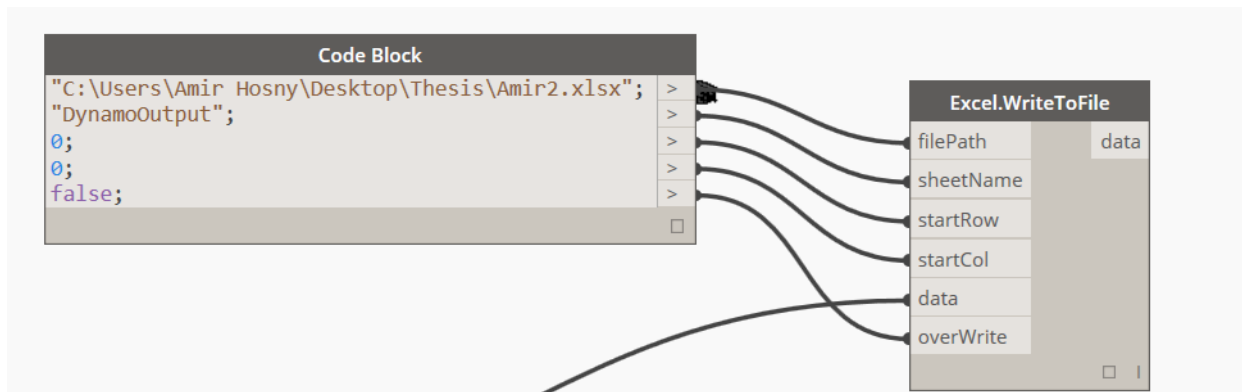 Code Block
"C:\Users\Amir Hosny\Desktop\Thesis\Amir2.xlsx"; >
"DynamoOutput"; >
0; >
0; >
false; >
Excel.WriteToFile
filePath data
sheetName
startRow
startCol
data
overWrite